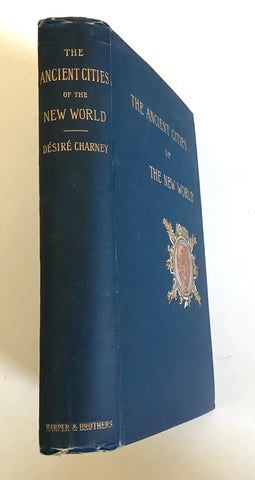 THE
ANCIENT CITIES
OF THE
NEW WORLD
DÉSIRÉ CHARNEY
HARPER & BROTHERS
THE ANCIENT CITIES
OF
THE NEW WORLD